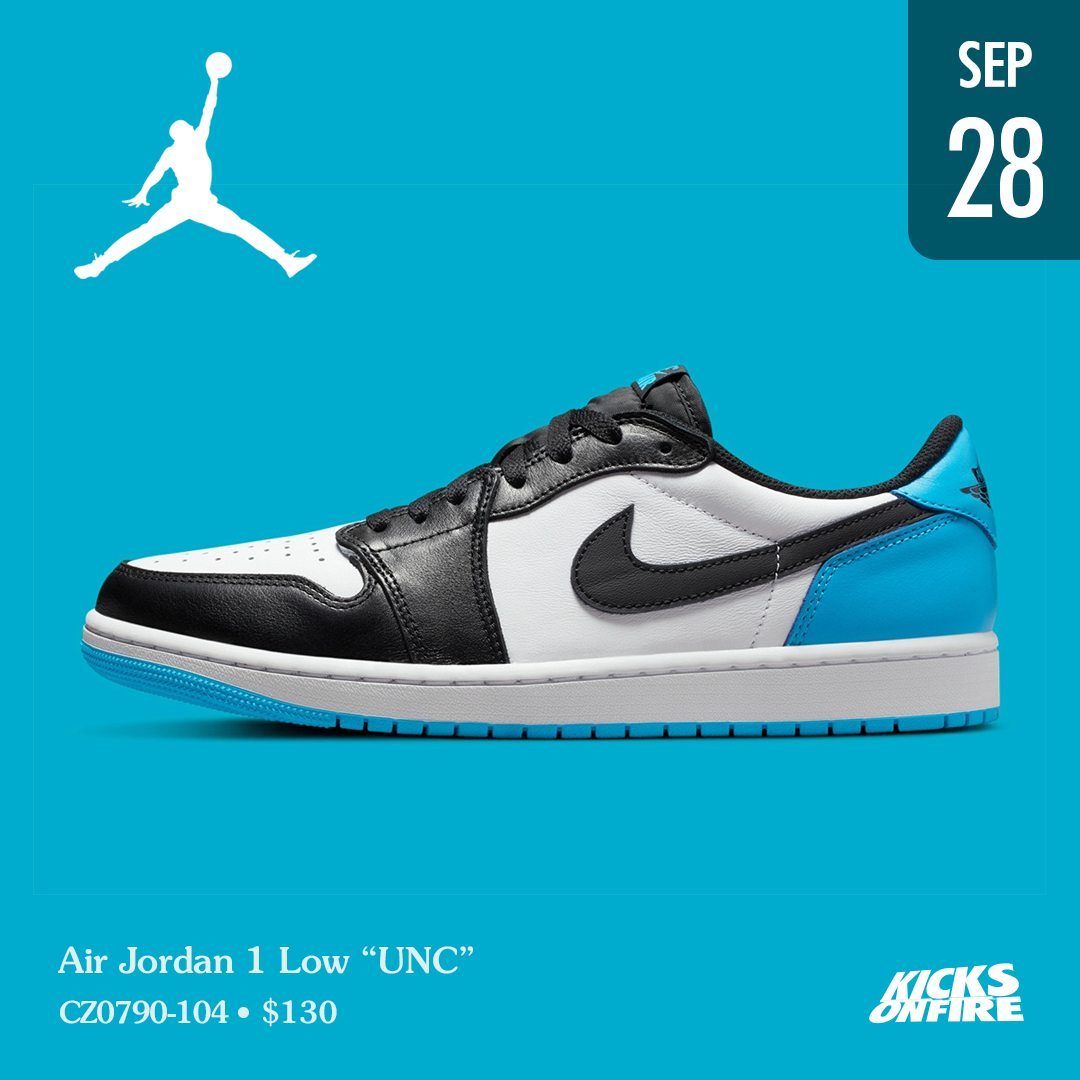 SEP
28
Air Jordan 1 Low “UNC”
CZ0790-104 • $130
KICKS
ONFIRE